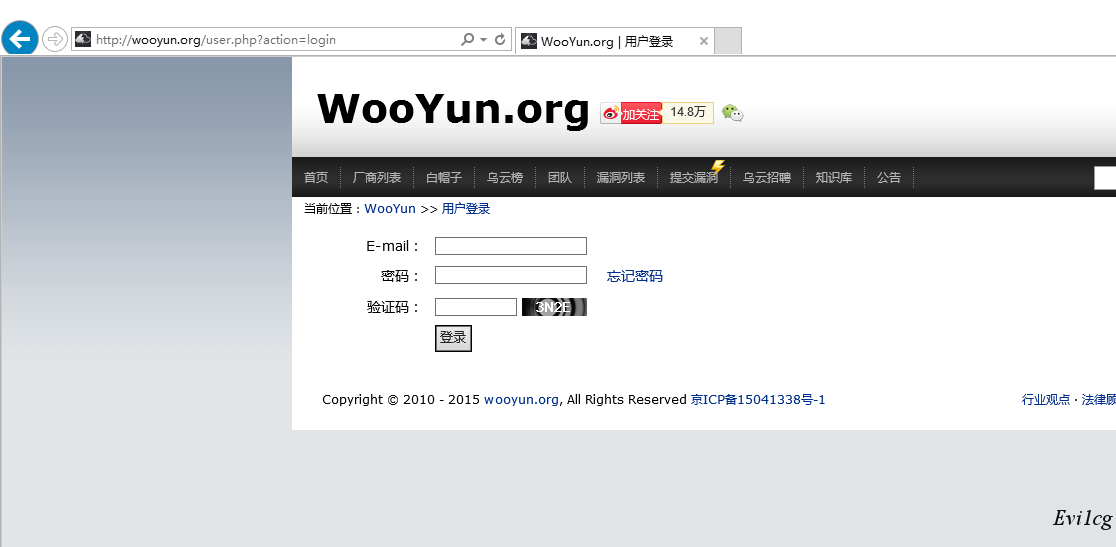 http://wooyun.org/user.php?action=login
WooYun.org | 用户登录
WooYun.org 加关注 14.8万
首页 厂商列表 白帽子 乌云榜 团队 漏洞列表 提交漏洞 乌云招聘 知识库 公告
当前位置 : WooYun >> 用户登录
E-mail :
密码 : 忘记密码
验证码 : 3N2E
登录
Copyright © 2010 - 2015 wooyun.org, All Rights Reserved 京ICP备15041338号-1 行业观点 · 法律顾
Evi1cg